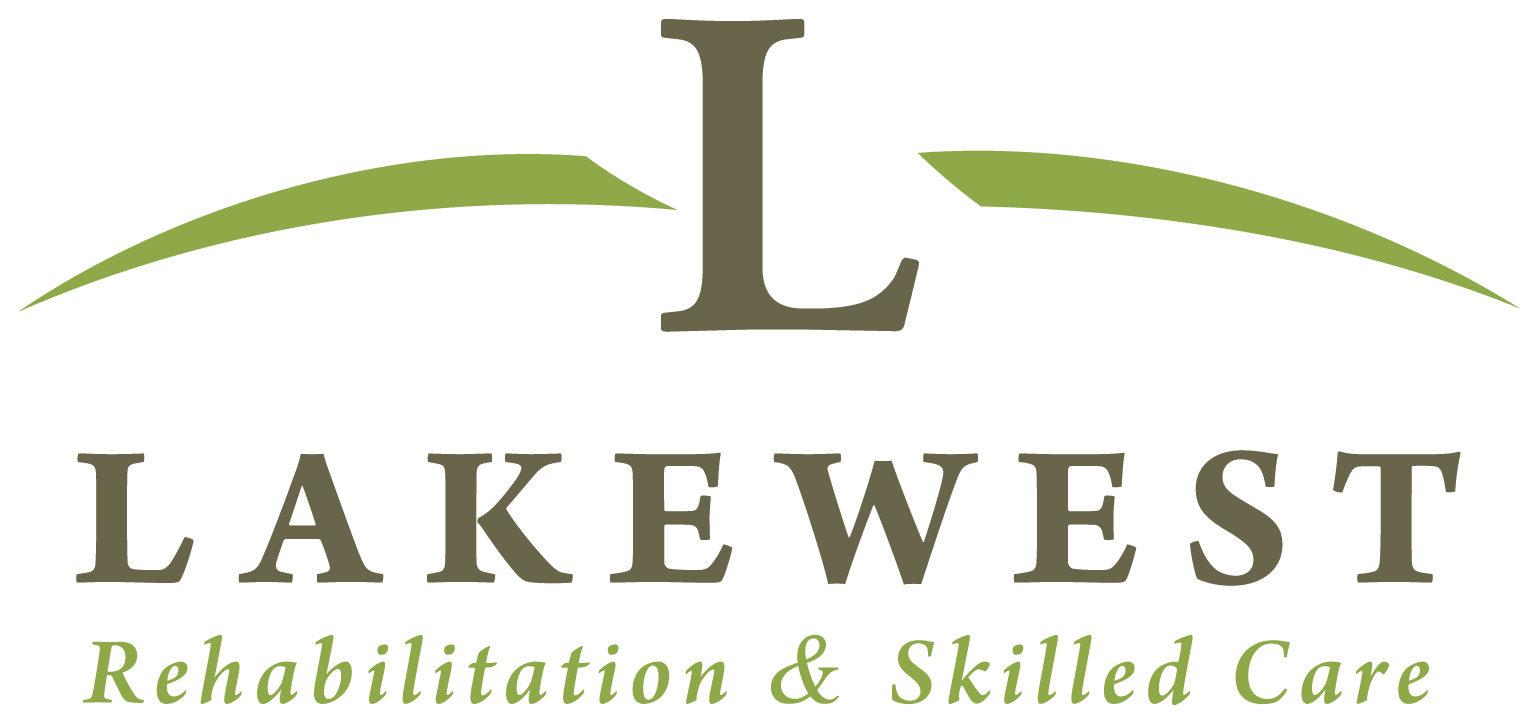 L
LAKEWEST
Rehabilitation & Skilled Care